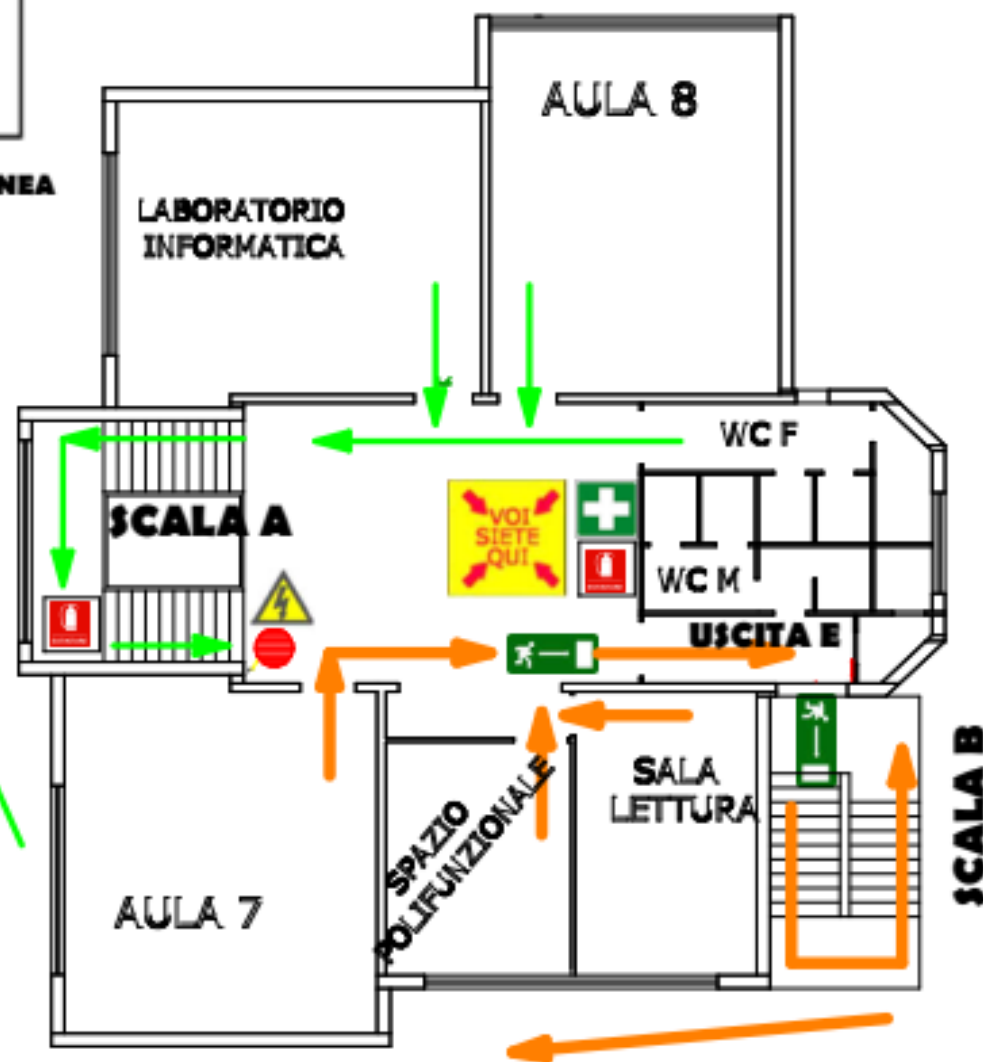 AULA 8
NEA
LABORATORIO
INFORMATICA
WC F
SCALA A
VOI
SIETE
QUI
WC M
USCITA E
SALA
LETTURA
SPAZIO
POLIFUNZIONALE
SCALA B
AULA 7